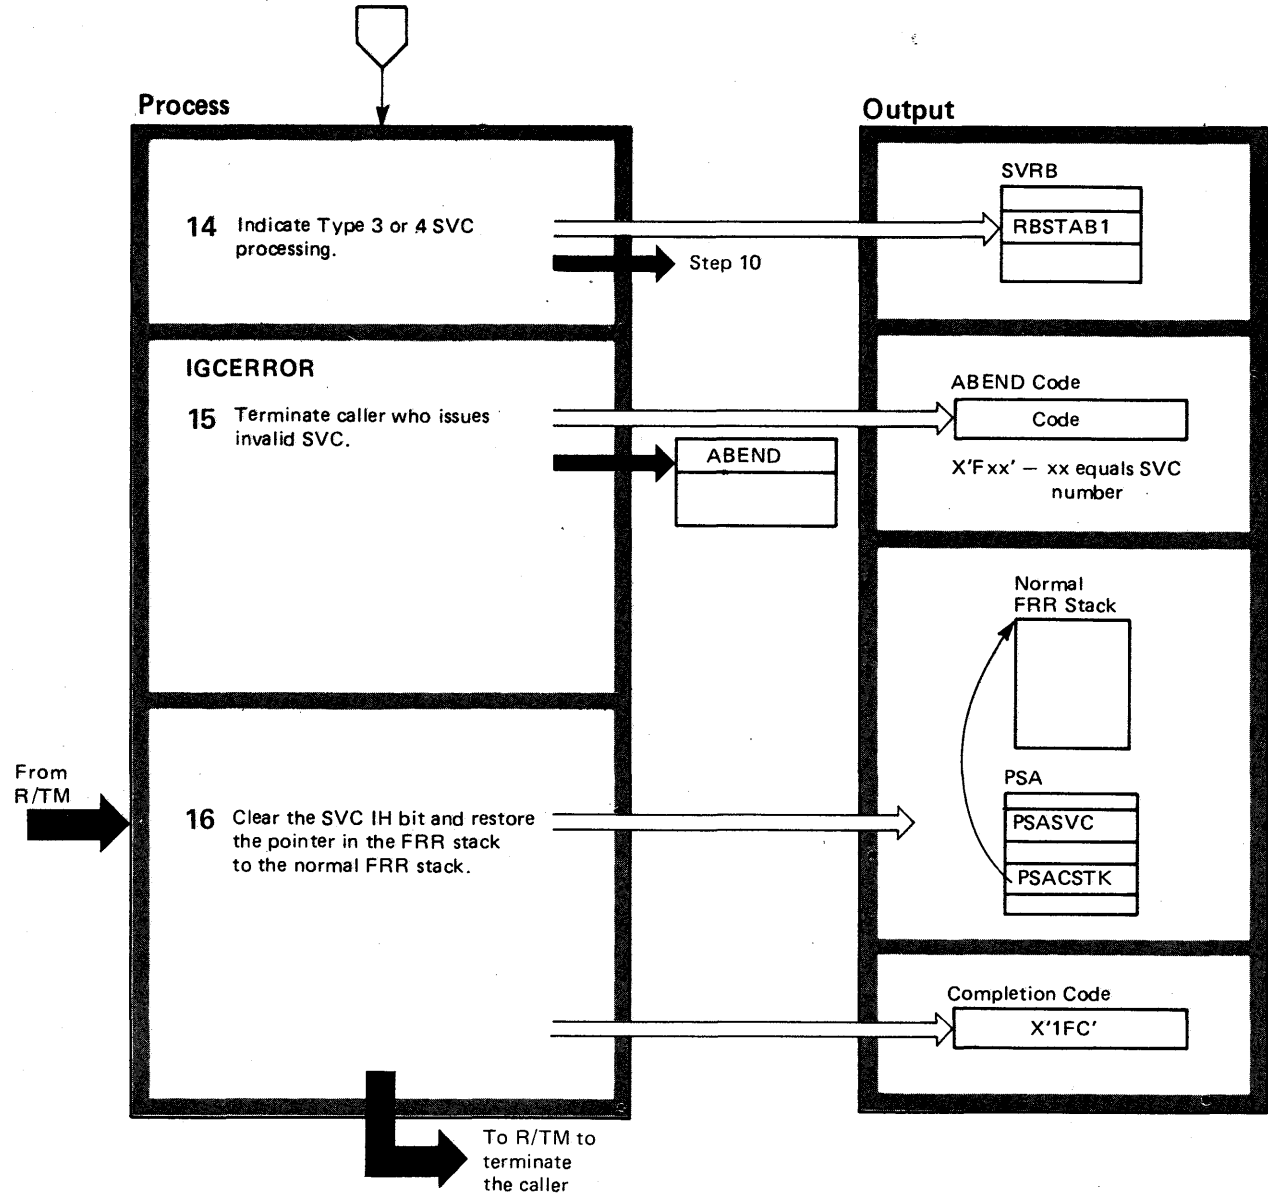 Process
Output
14 Indicate Type 3 or 4 SVC
processing.
Step 10
SVRB
RBSTAB1
IGCERROR
15 Terminate caller who issues
invalid SVC.
ABEND
ABEND Code
Code
X'Fxx' — xx equals SVC
number
From
R/TM
16 Clear the SVC IH bit and restore
the pointer in the FRR stack
to the normal FRR stack.
Normal
FRR Stack
PSA
PSASVC
PSACSTK
Completion Code
X'1FC'
To R/TM to
terminate
the caller